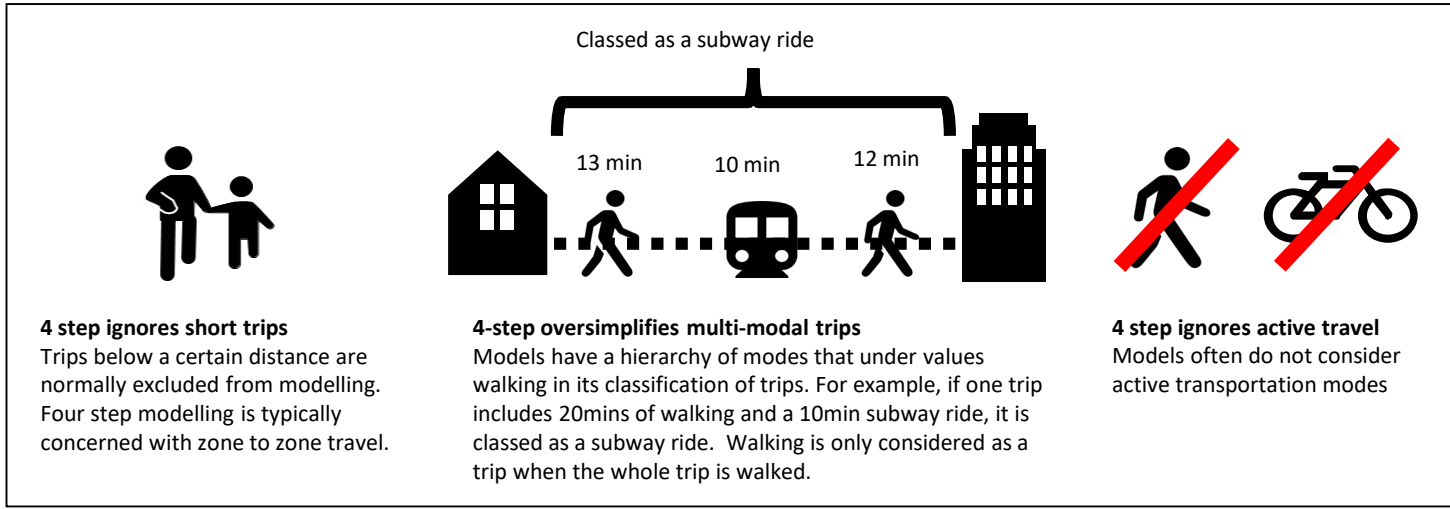 Classed as a subway ride
13 min
10 min
12 min
4 step ignores short trips
Trips below a certain distance are
normally excluded from modelling.
Four step modelling is typically
concerned with zone to zone travel.
4-step oversimplifies multi-modal trips
Models have a hierarchy of modes that under values
walking in its classification of trips. For example, if one trip
includes 20mins of walking and a 10min subway ride, it is
classed as a subway ride.  Walking is only considered as a
trip when the whole trip is walked.
4 step ignores active travel
Models often do not consider
active transportation modes